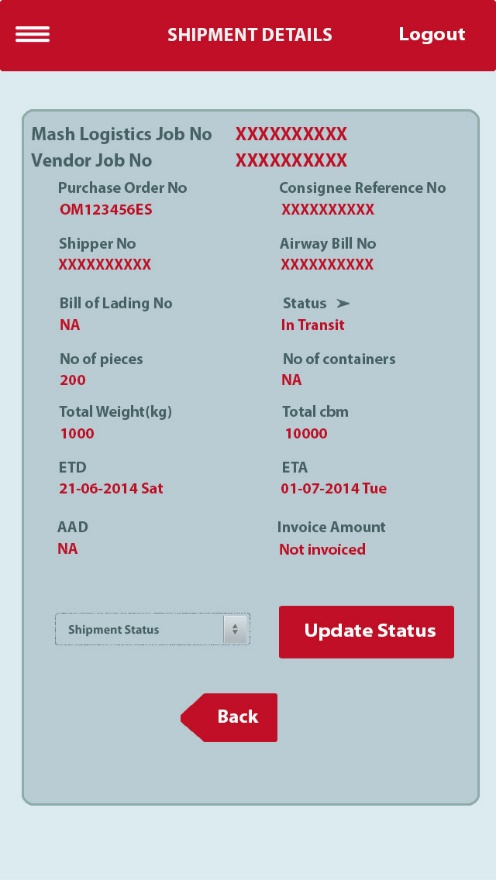 SHIPMENT DETAILS Logout
Mash Logistics Job No XXXXXXXXXX
Vendor Job No XXXXXXXXXX
Purchase Order No Consignee Reference No
OM123456ES XXXXXXXXXX
Shipper No Airway Bill No
XXXXXXXXXX XXXXXXXXXX
Bill of Lading No Status ➢
NA In Transit
No of pieces No of containers
200 NA
Total Weight(kg) Total cbm
1000 10000
ETD ETA
21-06-2014 Sat 01-07-2014 Tue
AAD Invoice Amount
NA Not invoiced
Shipment Status Update Status
Back